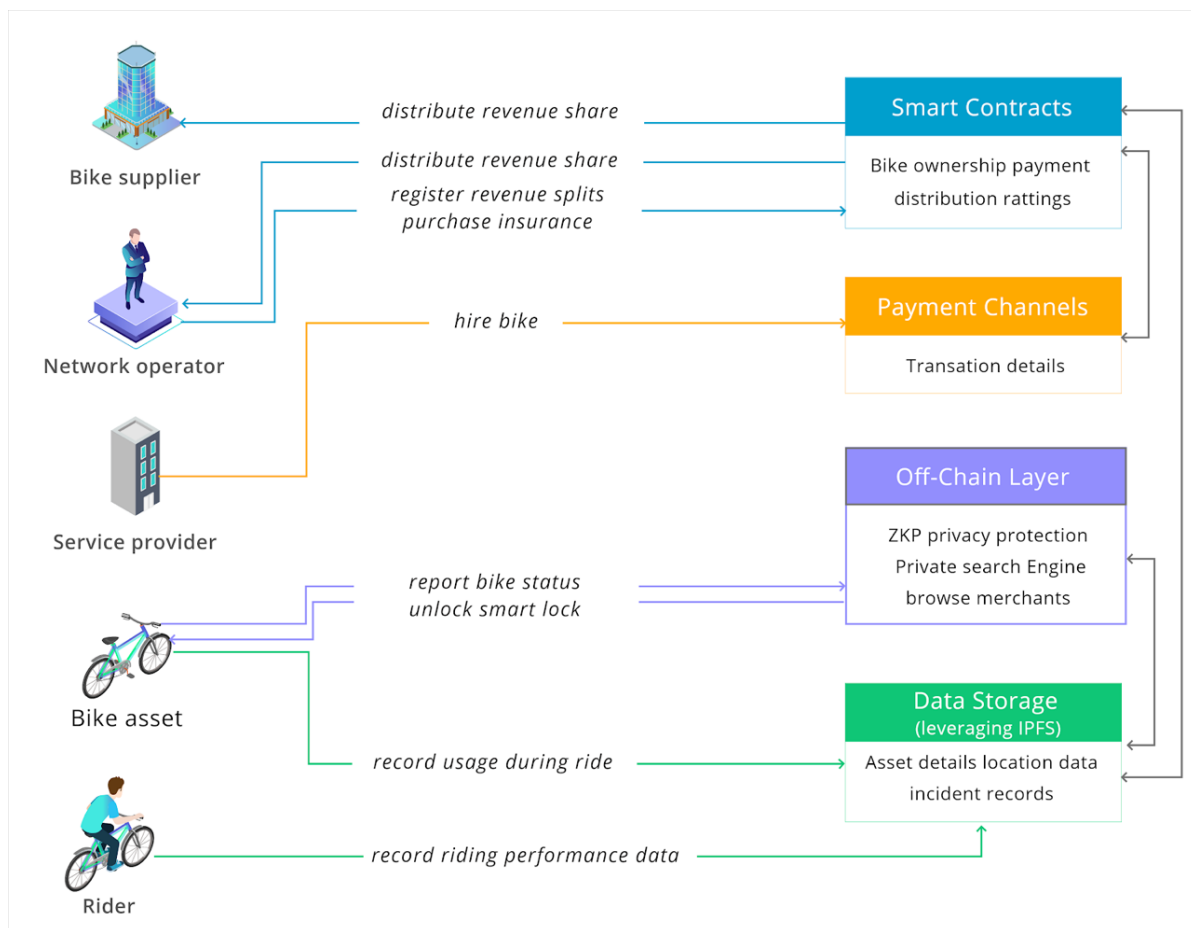 distribute revenue share
Smart Contracts
Bike supplier
distribute revenue share
register revenue splits
purchase insurance
Bike ownership payment
distribution rattings
Network operator
hire bike
Payment Channels
Transation details
Service provider
Off-Chain Layer
ZKP privacy protection
Private search Engine
browse merchants
report bike status
unlock smart lock
Bike asset
Data Storage
(leveraging IPFS)
record usage during ride
Asset details location data
incident records
record riding performance data
Rider